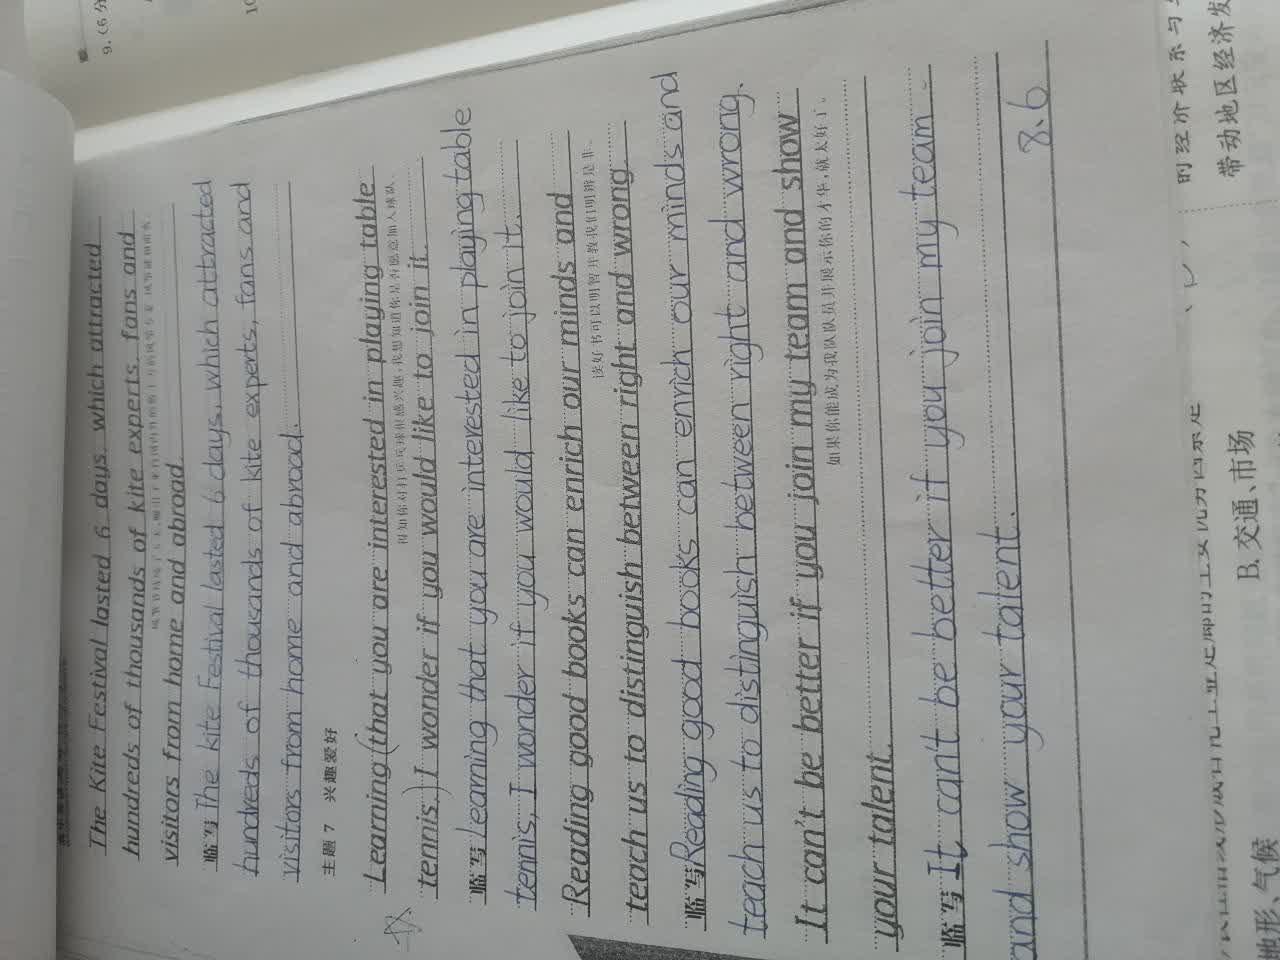 9. (6分
The Kite Festival lasted 6 days, which attracted
hundreds of thousands of kite experts, fans and
visitors from home and abroad.
临写 The kite Festival lasted 6 days, which attracted
hundreds of thousands of kite experts, fans and
visitors from home and abroad.
主题 7 兴趣爱好
Learning (that you are interested in playing table
tennis,) I wonder if you would like to join it.
得知你对打乒乓球很感兴趣,我想知道你是否愿意加入球队。
临写 Learning that you are interested in playing table
tennis, I wonder if you would like to join it.
Reading good books can enrich our minds and
teach us to distinguish between right and wrong.
读好书可以明智并教我们明辨是非。
临写 Reading good books can enrich our minds and
teach us to distinguish between right and wrong.
It can't be better if you join my team and show
your talent.
如果你能成为我队队员并展示你的才华,就太好了。
临写 It can't be better if you join my team
and show your talent.
8.6
的经济联系与
带动地区经济发
B. 交通、市场
地形、气候